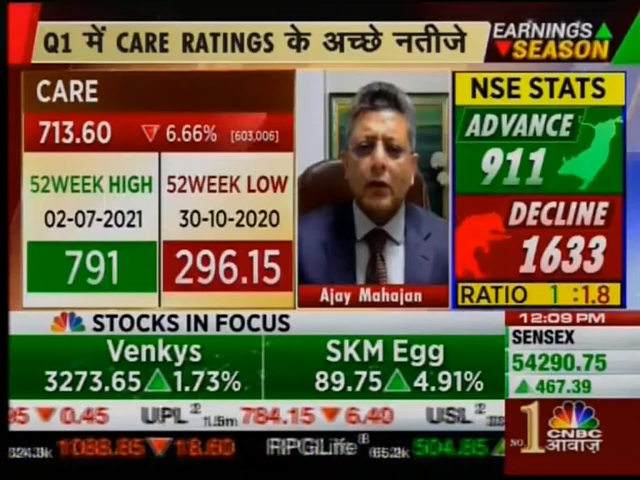 Q1 में CARE RATINGS के अच्छे नतीजे
EARNINGS
SEASON
CARE
713.60 ▼ 6.66% [603,006]
52WEEK HIGH
02-07-2021
791
52WEEK LOW
30-10-2020
296.15
Ajay Mahajan
NSE STATS
ADVANCE
911
DECLINE
1633
RATIO 1 :1.8
STOCKS IN FOCUS
Venkys
3273.65 ▲ 1.73%
SKM Egg
89.75 ▲ 4.91%
12:09 PM
SENSEX
54290.75
▲ 467.39
▼ 0.45 UPL 784.15 ▼ 6.40 USL
1088.85 ▼ 18.60 RPGLife 504.85
NO. 1 CNBC
आवाज़